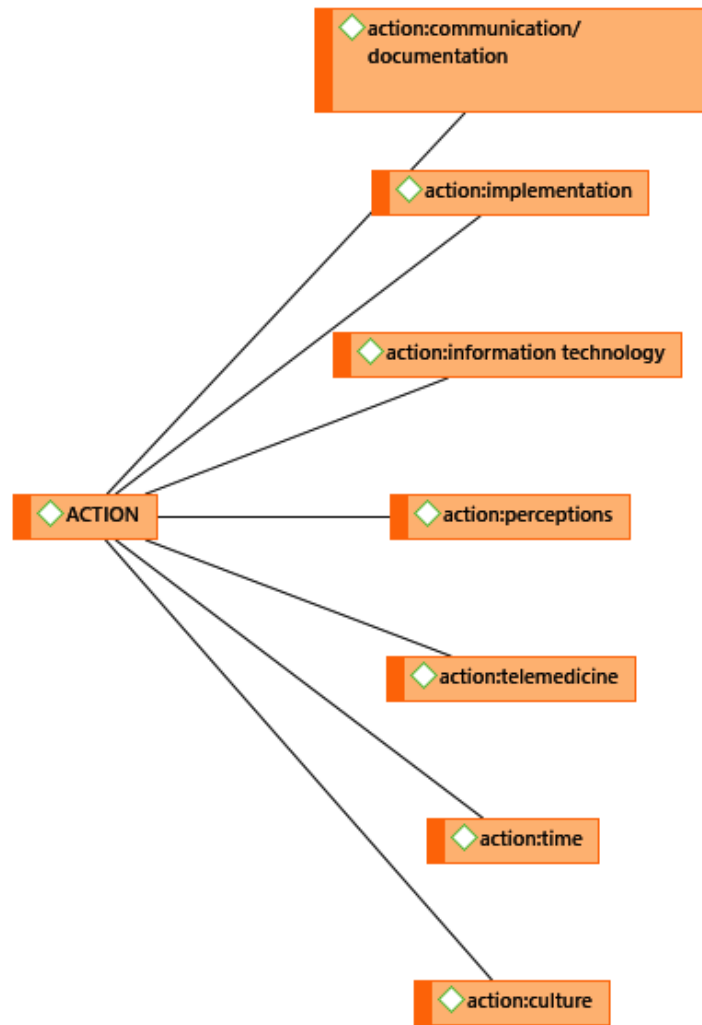 action:communication/
documentation
action:implementation
action:information technology
ACTION
action:perceptions
action:telemedicine
action:time
action:culture